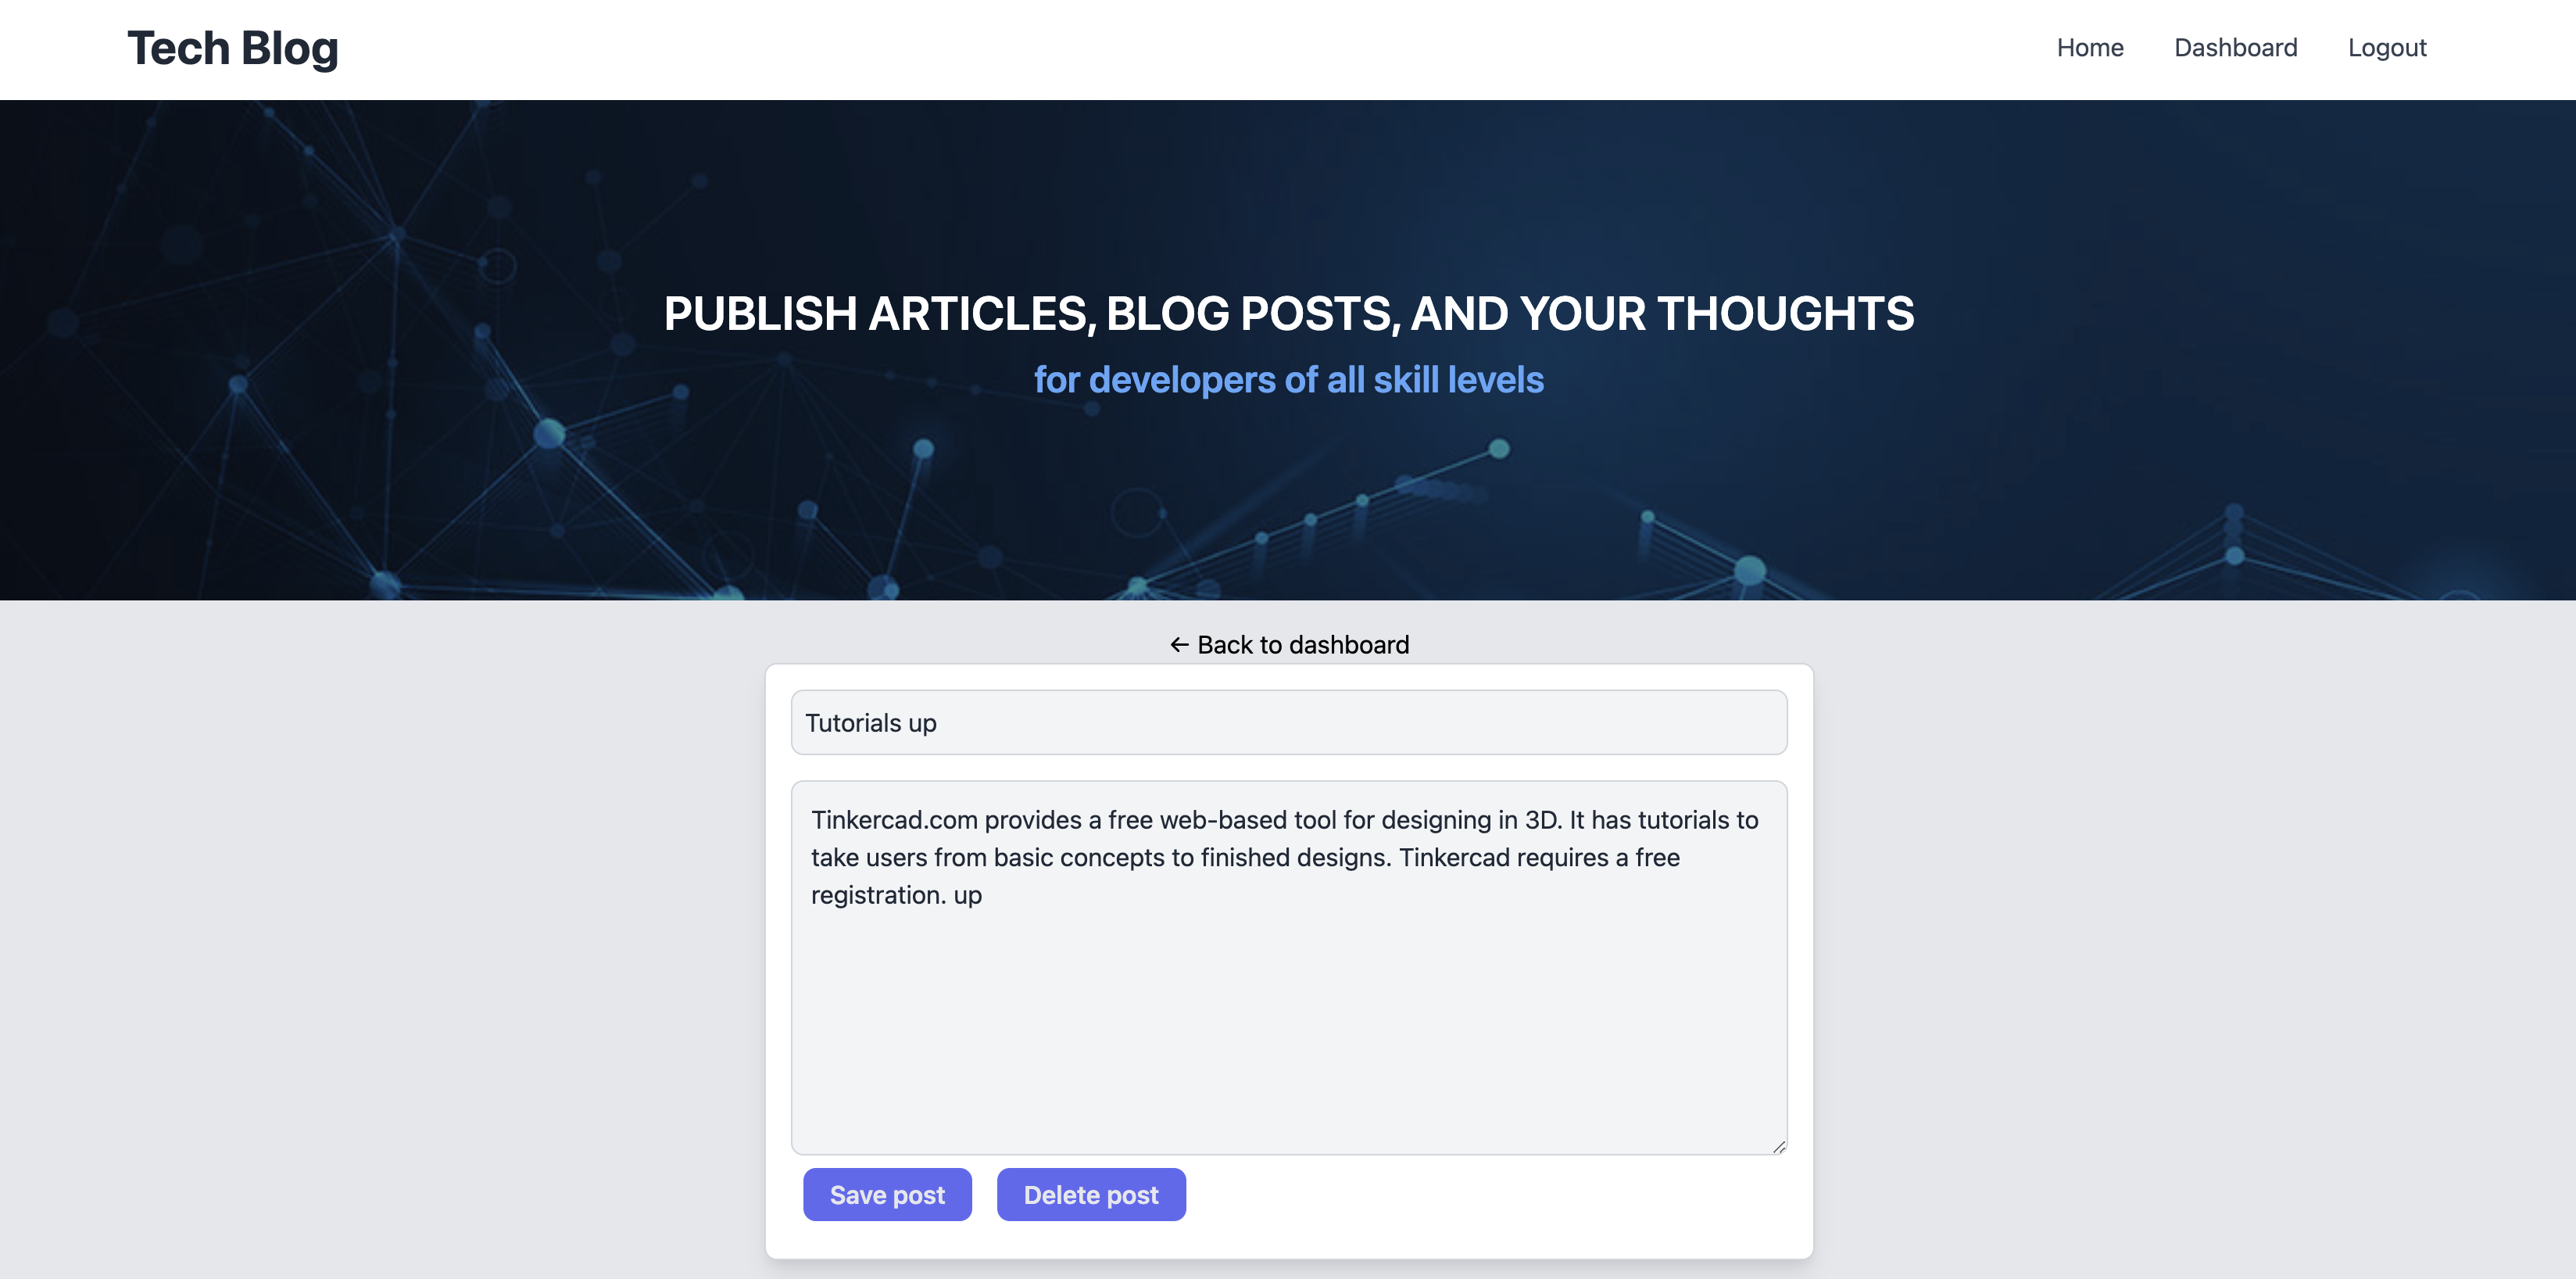 Tech Blog
Home Dashboard Logout
PUBLISH ARTICLES, BLOG POSTS, AND YOUR THOUGHTS
for developers of all skill levels
← Back to dashboard
Tutorials up
Tinkercad.com provides a free web-based tool for designing in 3D. It has tutorials to
take users from basic concepts to finished designs. Tinkercad requires a free
registration. up
Save post Delete post